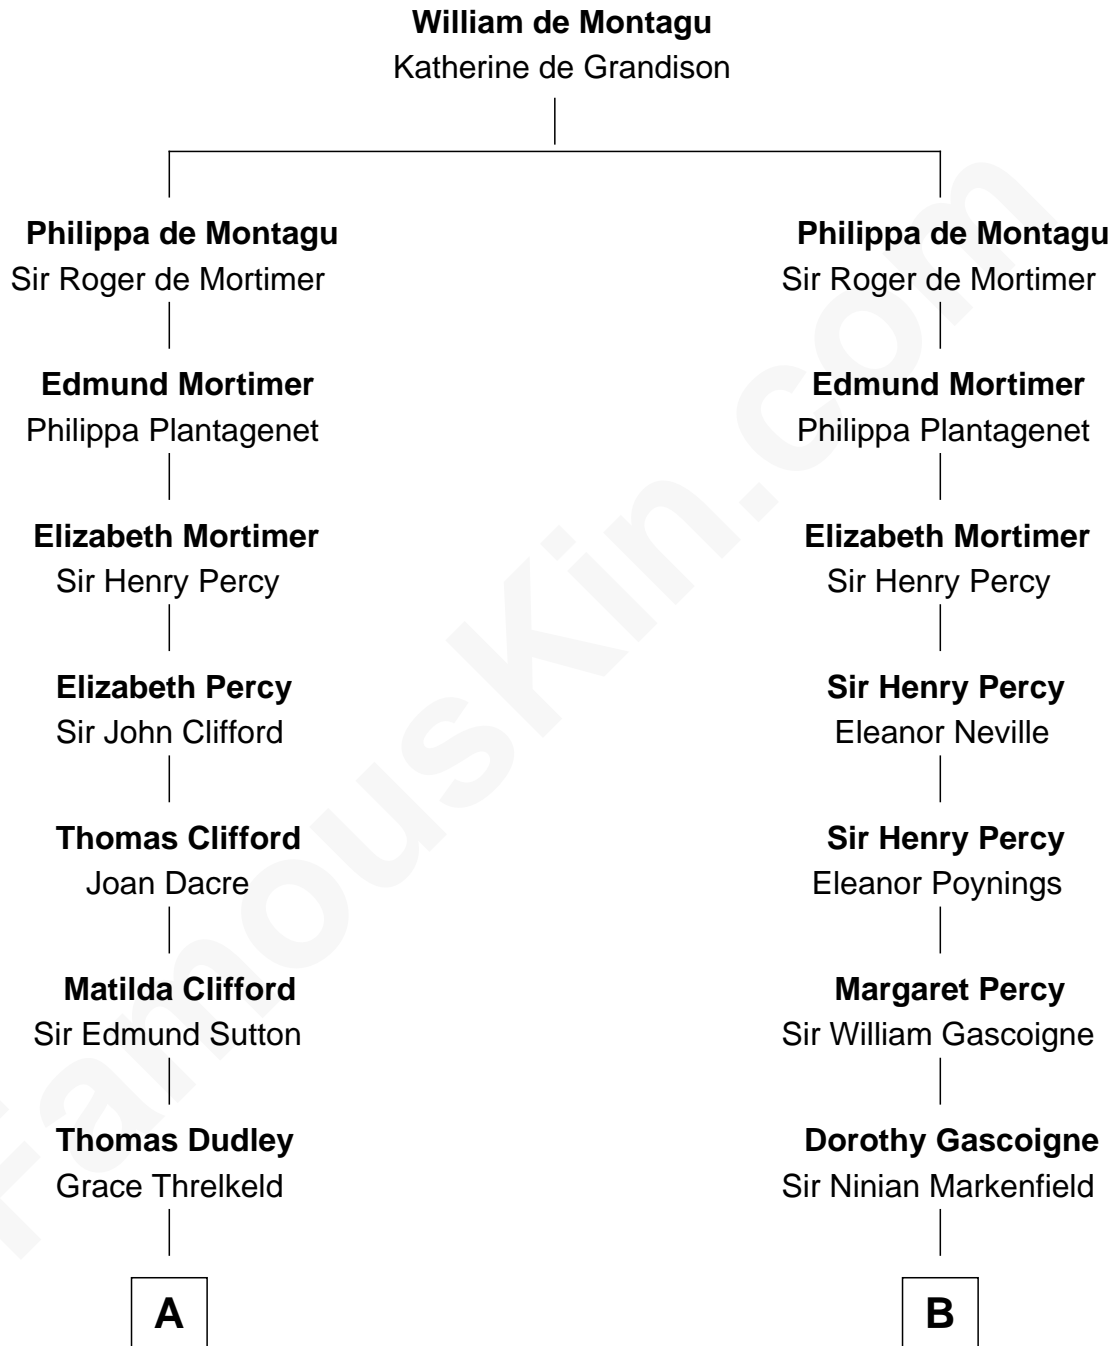 William de Montagu
Katherine de Grandison
Philippa de Montagu
Sir Roger de Mortimer
Edmund Mortimer
Philippa Plantagenet
Elizabeth Mortimer
Sir Henry Percy
Elizabeth Percy
Sir John Clifford
Thomas Clifford
Joan Dacre
Matilda Clifford
Sir Edmund Sutton
Thomas Dudley
Grace Threlkeld
A
Philippa de Montagu
Sir Roger de Mortimer
Edmund Mortimer
Philippa Plantagenet
Elizabeth Mortimer
Sir Henry Percy
Sir Henry Percy
Eleanor Neville
Sir Henry Percy
Eleanor Poynings
Margaret Percy
Sir William Gascoigne
Dorothy Gascoigne
Sir Ninian Markenfield
B
FamousKin.com